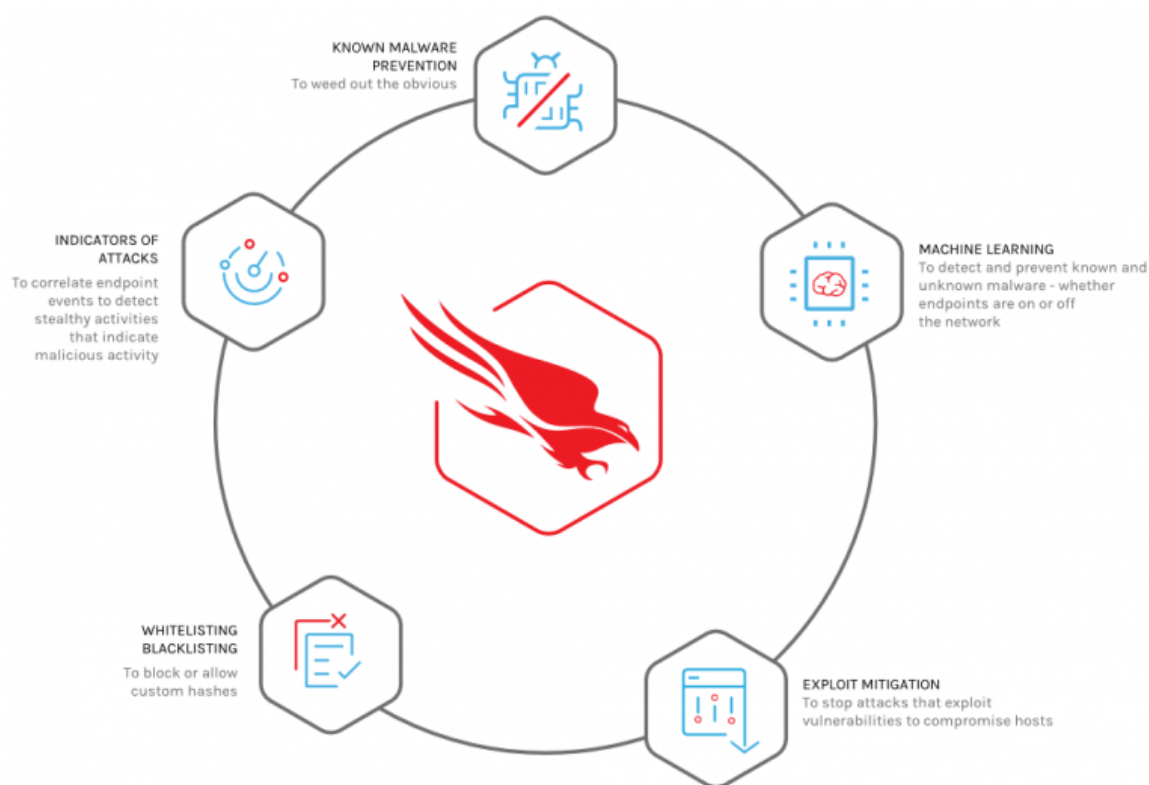 KNOWN MALWARE
PREVENTION
To weed out the obvious
MACHINE LEARNING
To detect and prevent known and
unknown malware - whether
endpoints are on or off
the network
EXPLOIT MITIGATION
To stop attacks that exploit
vulnerabilities to compromise hosts
WHITELISTING
BLACKLISTING
To block or allow
custom hashes
INDICATORS OF
ATTACKS
To correlate endpoint
events to detect
stealthy activities
that indicate
malicious activity